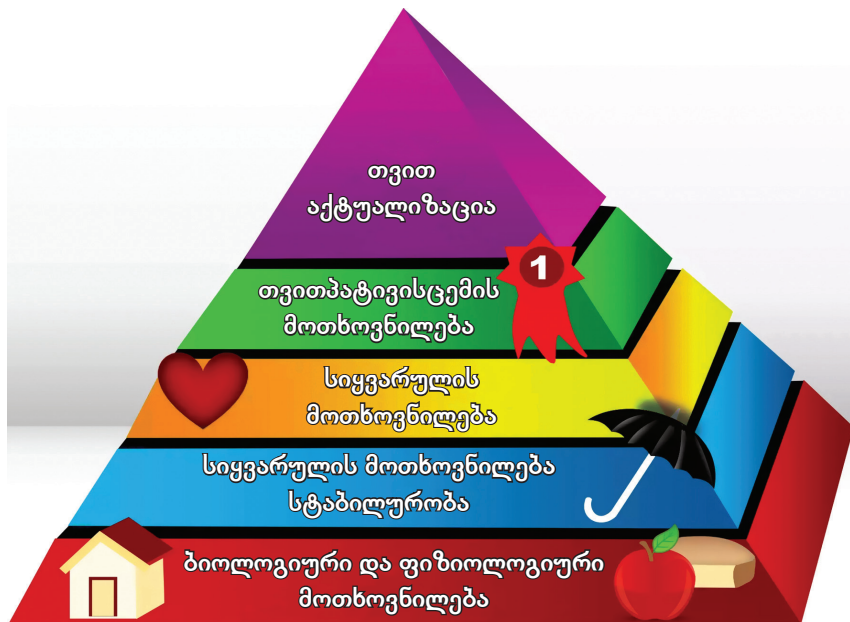 თვით
აქტუალიზაცია
1
თვითპატივისცემის
მოთხოვნილება
სიყვარულის
მოთხოვნილება
სიყვარულის მოთხოვნილება
სტაბილურობა
ბიოლოგიური და ფიზიოლოგიური
მოთხოვნილება